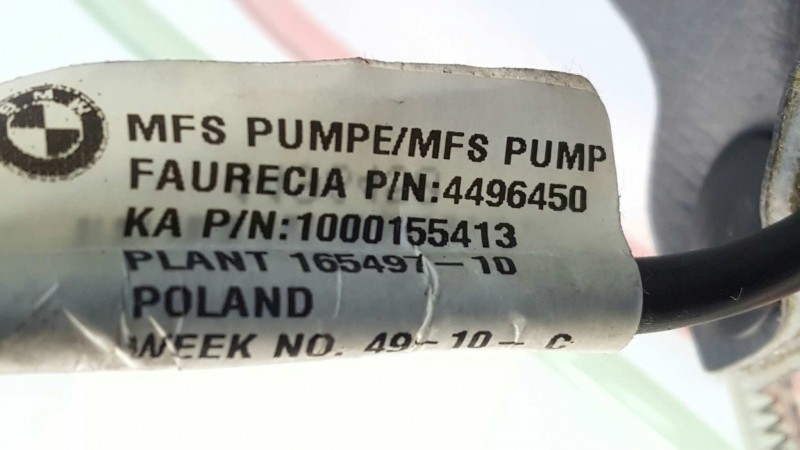 BMW
MFS PUMPE/MFS PUMP
FAURECIA P/N:4496450
KA P/N:1000155413
PLANT 165497-10
POLAND
WEEK NO. 49-10-C